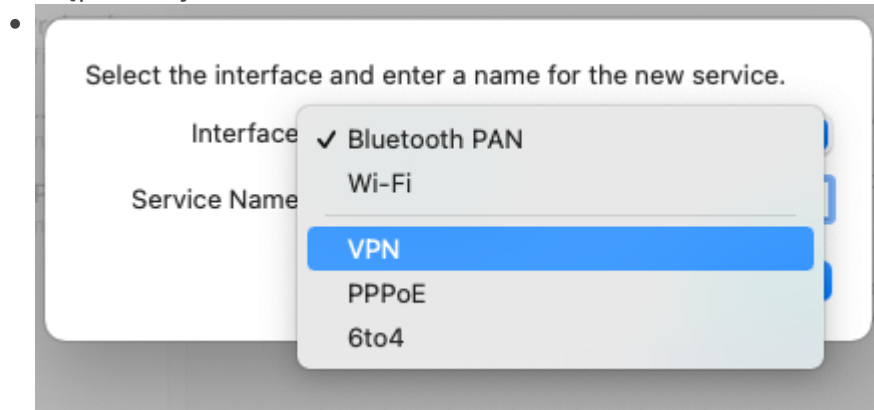 Select the interface and enter a name for the new service.
Interface
✓ Bluetooth PAN
Wi-Fi
Service Name
VPN
PPPoE
6to4